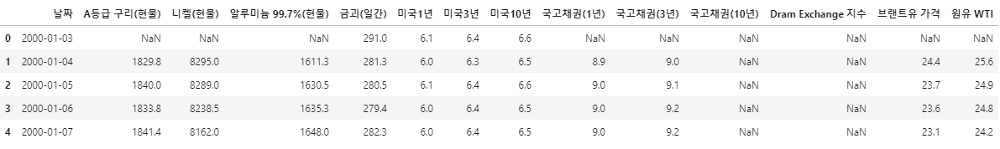 날짜 A등급 구리(현물) 니켈(현물) 알루미늄 99.7%(현물) 금괴(일간) 미국1년 미국3년 미국10년 국고채권(1년) 국고채권(3년) 국고채권(10년) Dram Exchange 지수 브랜트유 가격 원유 WTI
0 2000-01-03 NaN NaN NaN 291.0 6.1 6.4 6.6 NaN NaN NaN NaN NaN NaN
1 2000-01-04 1829.8 8295.0 1611.3 281.3 6.0 6.3 6.5 8.9 9.0 NaN NaN 24.4 25.6
2 2000-01-05 1840.0 8289.0 1630.5 280.5 6.1 6.4 6.6 9.0 9.1 NaN NaN 23.7 24.9
3 2000-01-06 1833.8 8238.5 1635.3 279.4 6.0 6.4 6.5 9.0 9.2 NaN NaN 23.6 24.8
4 2000-01-07 1841.4 8162.0 1648.0 282.3 6.0 6.4 6.5 9.0 9.2 NaN NaN 23.1 24.2